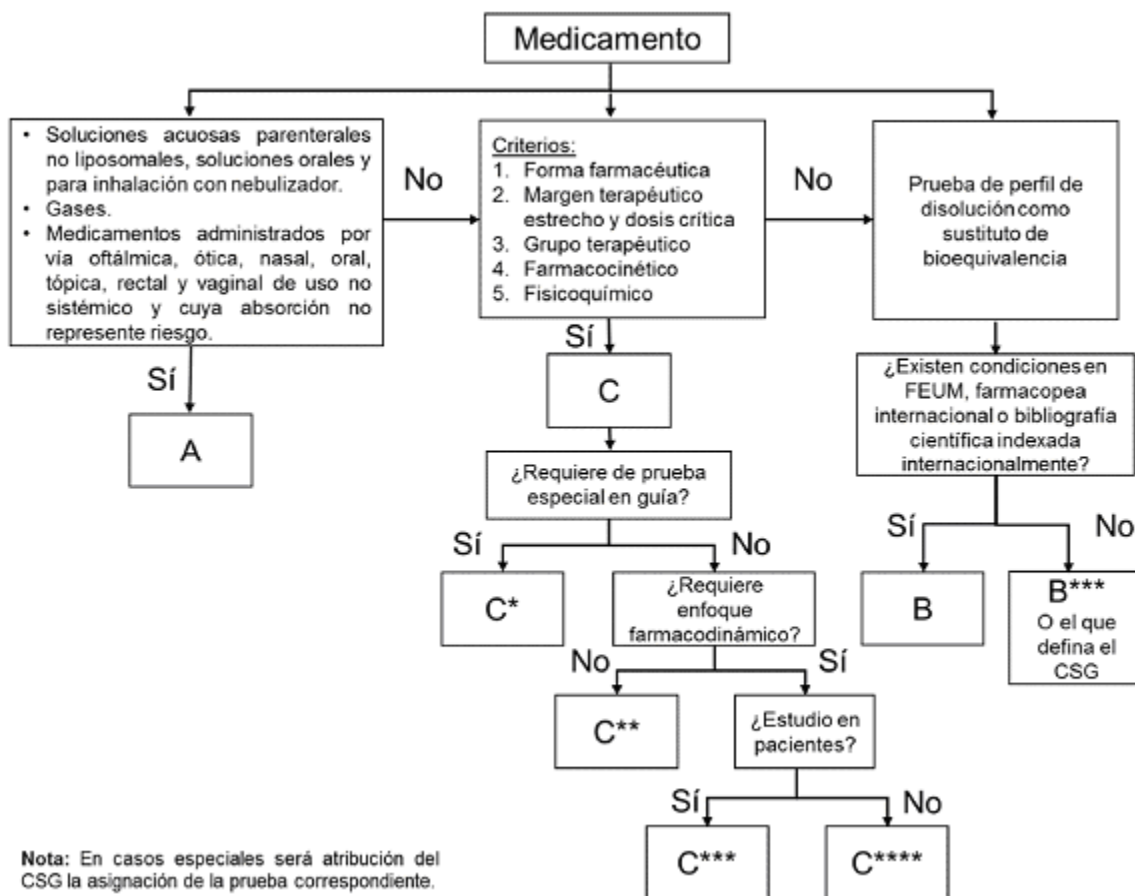 Medicamento
• Soluciones acuosas parenterales
no liposomales, soluciones orales y
para inhalación con nebulizador.
• Gases.
• Medicamentos administrados por
vía oftálmica, ótica, nasal, oral,
tópica, rectal y vaginal de uso no
sistémico y cuya absorción no
represente riesgo.
No
Criterios:
1. Forma farmacéutica
2. Margen terapéutico
estrecho y dosis crítica
3. Grupo terapéutico
4. Farmacocinético
5. Fisicoquímico
No
Prueba de perfil de
disolución como
sustituto de
bioequivalencia
Sí
A
Sí
C
¿Existen condiciones en
FEUM, farmacopea
internacional o bibliografía
científica indexada
internacionalmente?
¿Requiere de prueba
especial en guía?
Sí
No
Sí
No
C*
¿Requiere
enfoque
farmacodinámico?
B
B***
O el que
defina el
CSG
No
Sí
C**
¿Estudio en
pacientes?
Sí
No
C***
C****
Nota: En casos especiales será atribución del
CSG la asignación de la prueba correspondiente.